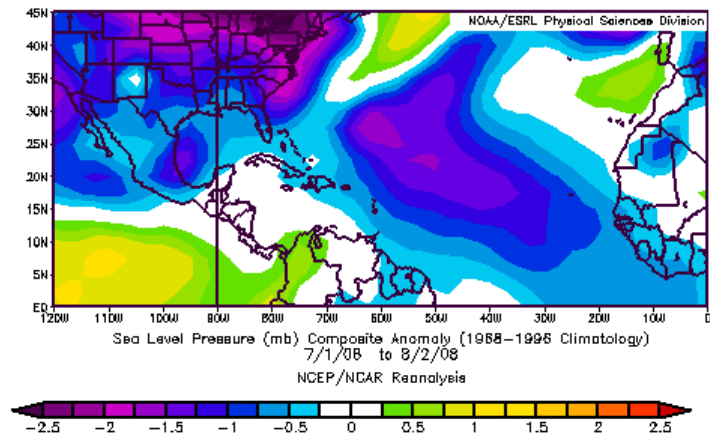 45N
NOAA/ESRL Physical Sciences Division
40N
35N
30N
25N
20N
15N
10N
5N
EQ
120W 110W 100W 90W 80W 70W 60W 50W 40W 30W 20W 10W 0
Sea Level Pressure (mb) Composite Anomaly (1968-1996 Climatology)
7/1/08 to 8/2/08
NCEP/NCAR Reanalysis
-2.5 -2 -1.5 -1 -0.5 0 0.5 1 1.5 2 2.5